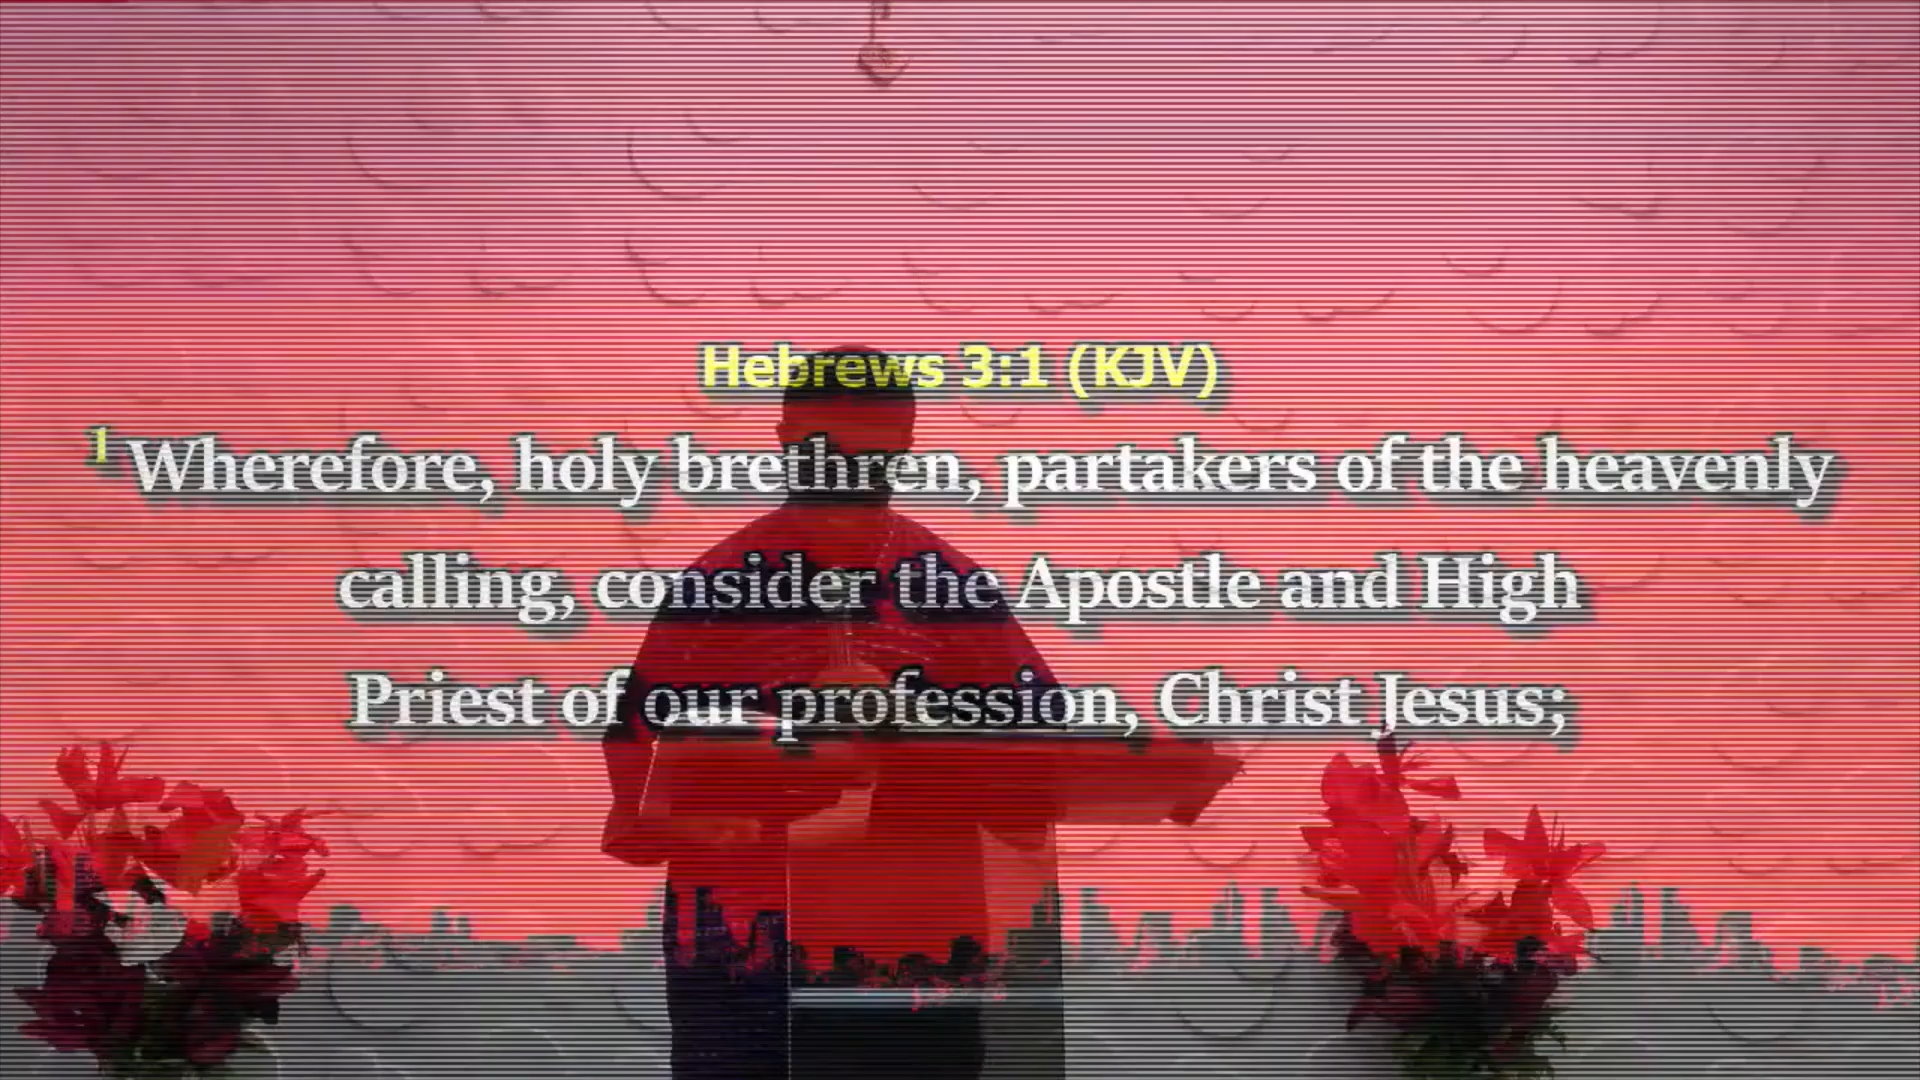 Hebrews 3:1 (KJV)
1 Wherefore, holy brethren, partakers of the heavenly
calling, consider the Apostle and High
Priest of our profession, Christ Jesus;